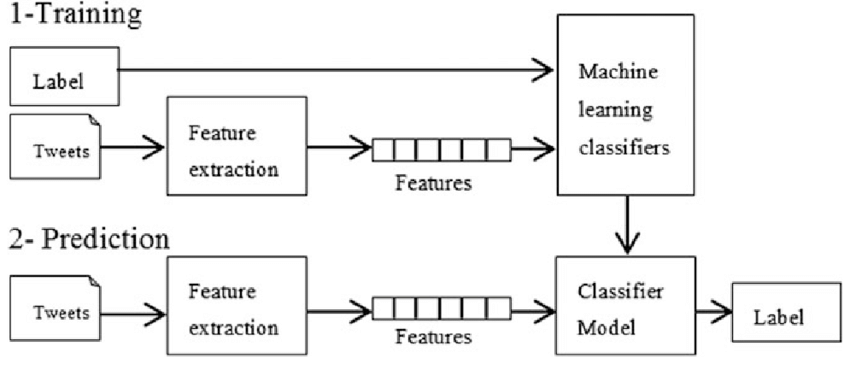 1-Training
Label
Machine
learning
classifiers
Tweets
Feature
extraction
Features
2- Prediction
Tweets
Feature
extraction
Features
Classifier
Model
Label